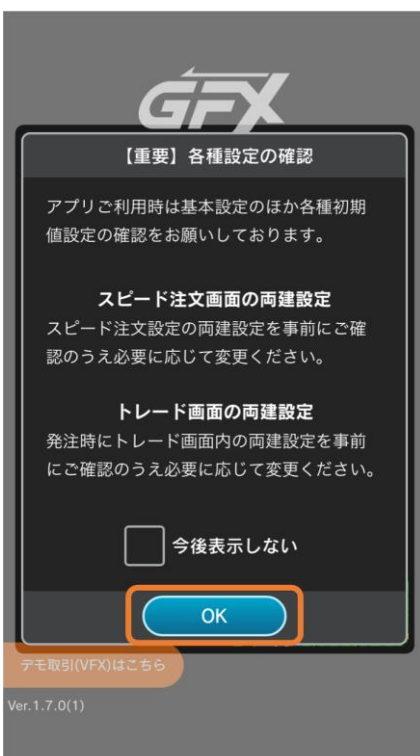 GFX
【重要】各種設定の確認
アプリご利用時は基本設定のほか各種初期
値設定の確認をお願いしております。
スピード注文画面の両建設定
スピード注文設定の両建設定を事前にご確
認のうえ必要に応じて変更ください。
トレード画面の両建設定
発注時にトレード画面内の両建設定を事前
にご確認のうえ必要に応じて変更ください。
今後表示しない
OK
デモ取引(VFX)はこちら
Ver.1.7.0(1)